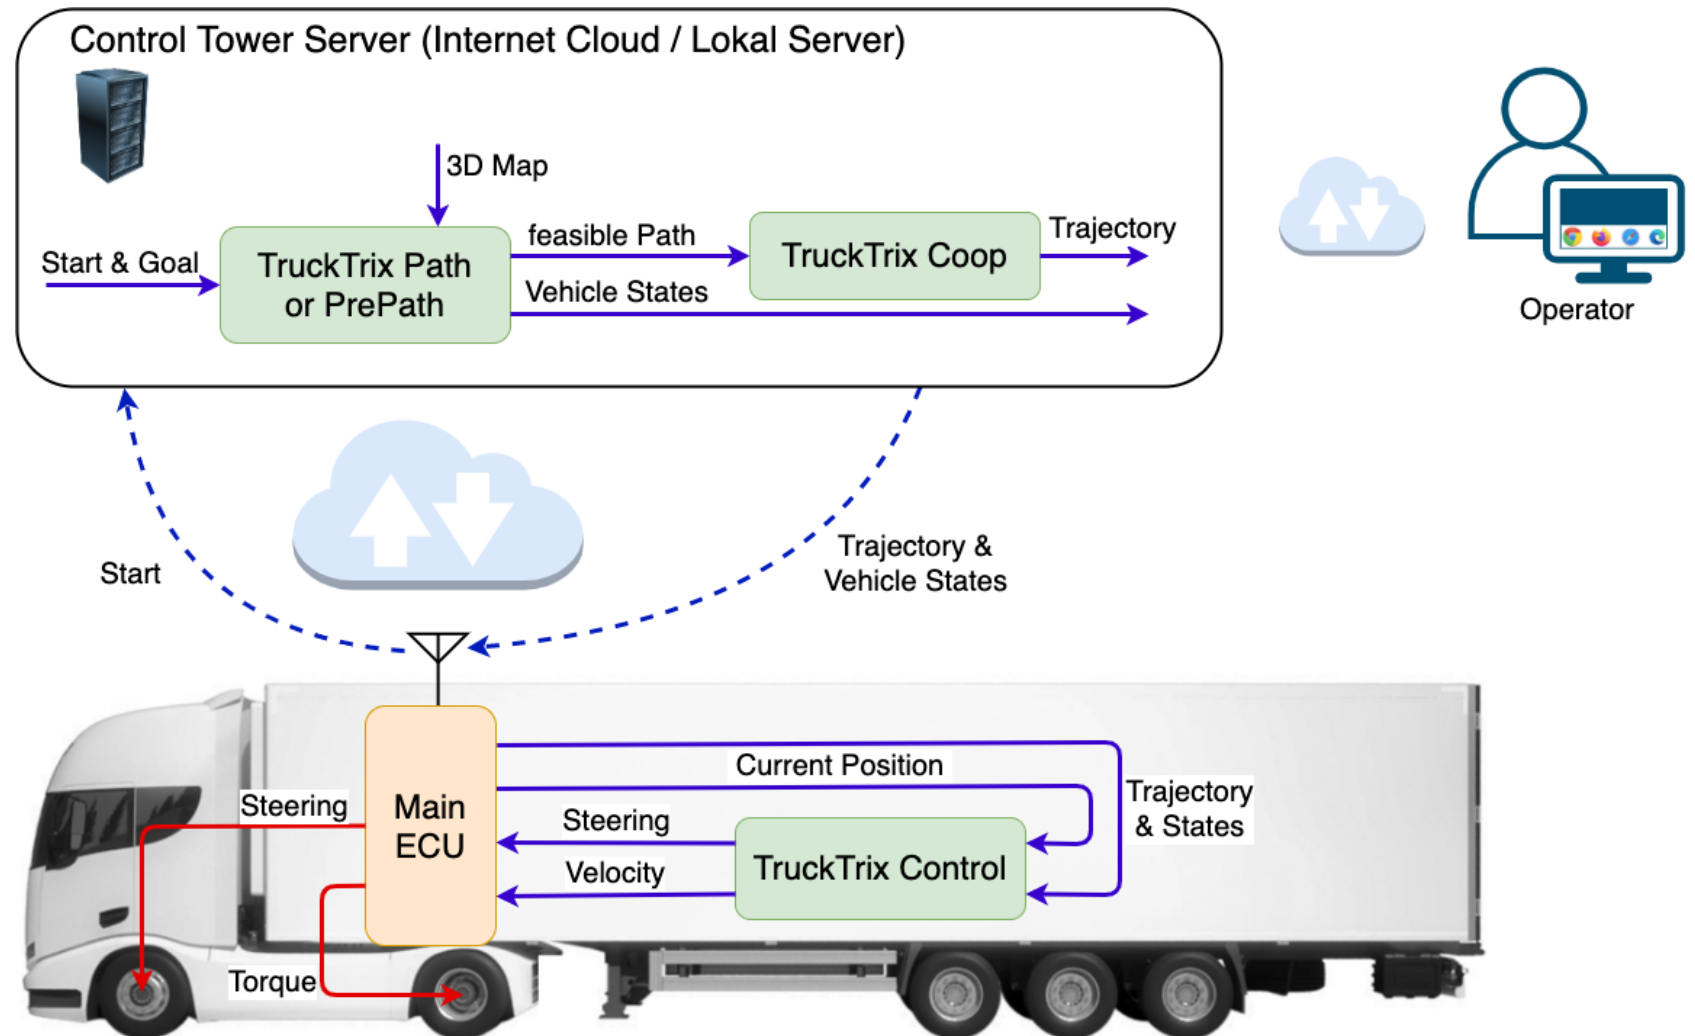 Control Tower Server (Internet Cloud / Lokal Server)
3D Map
Start & Goal
TruckTrix Path
or PrePath
feasible Path
Vehicle States
TruckTrix Coop
Trajectory
Operator
Start
Trajectory &
Vehicle States
Main
ECU
Steering
Torque
Current Position
Steering
Velocity
TruckTrix Control
Trajectory
& States